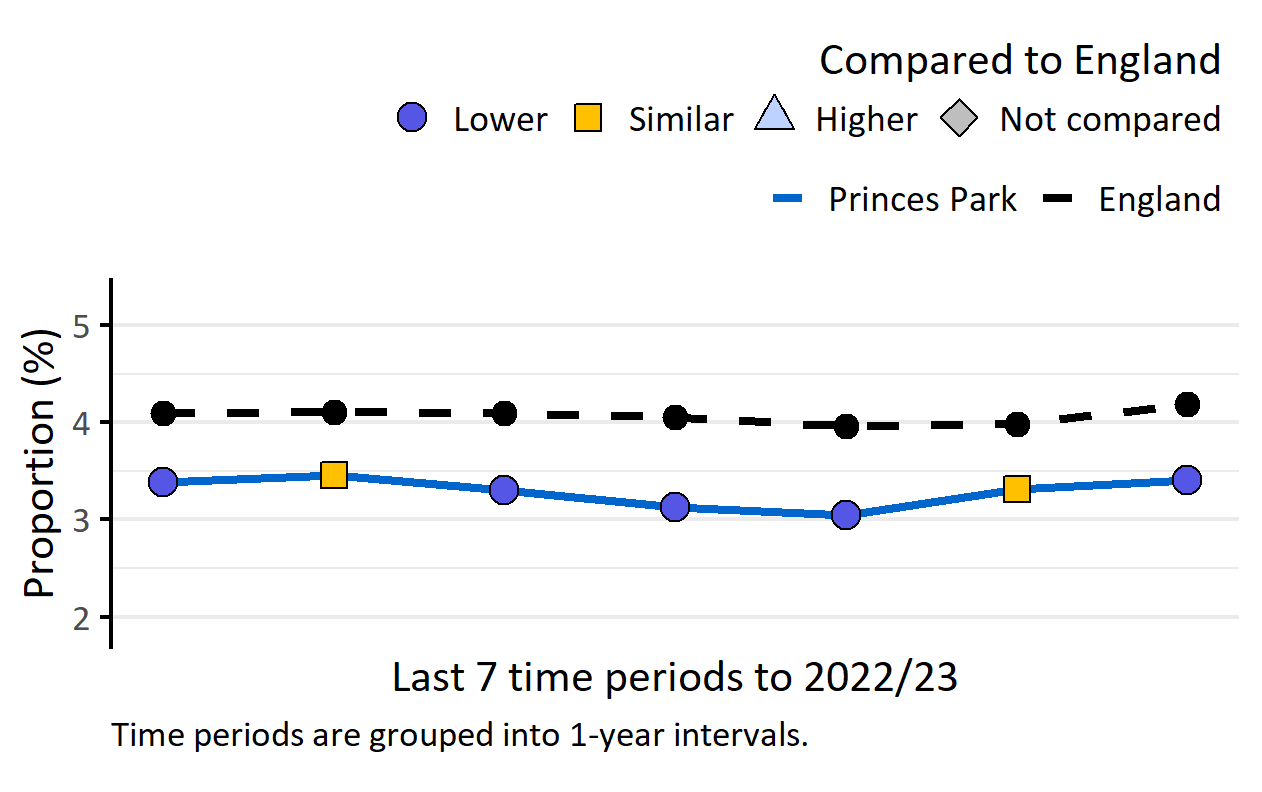 Compared to England
Lower Similar Higher Not compared
Princes Park England
Proportion (%)
5
4
3
2
Last 7 time periods to 2022/23
Time periods are grouped into 1-year intervals.